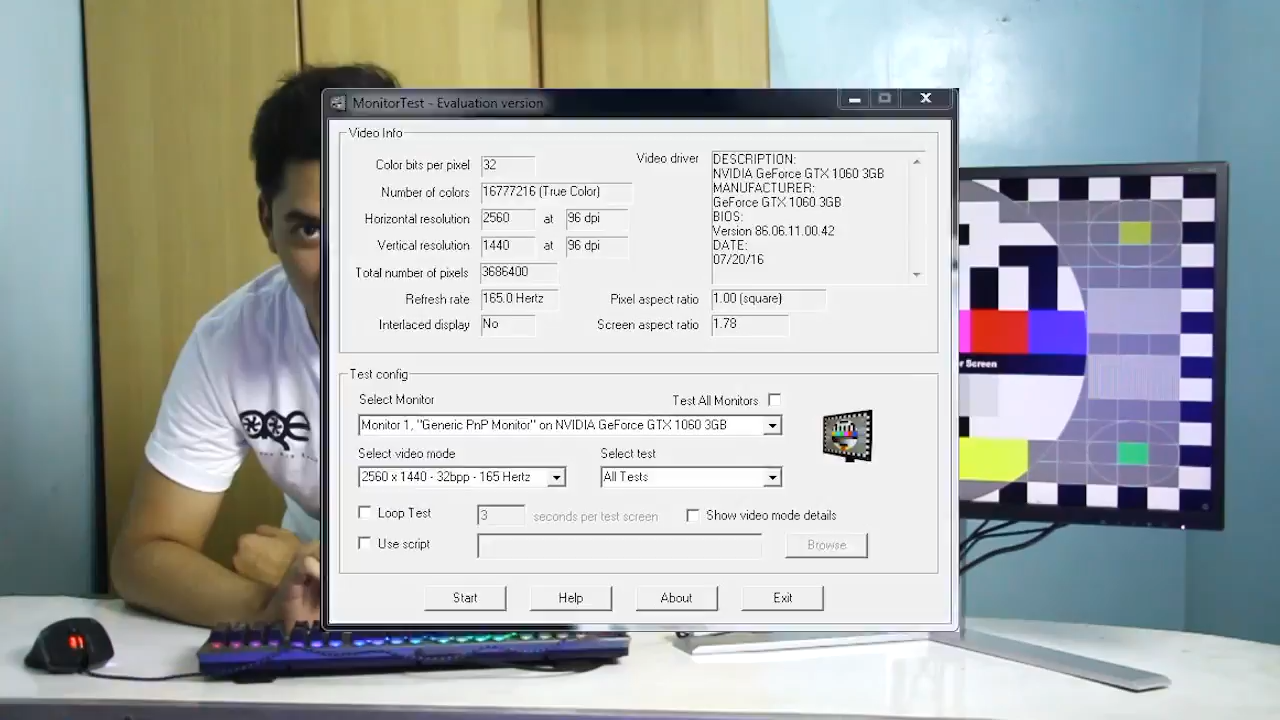 MonitorTest - Evaluation version
Video Info
Color bits per pixel 32
Number of colors 16777216 (True Color)
Horizontal resolution 2560 at 96 dpi
Vertical resolution 1440 at 96 dpi
Total number of pixels 3686400
Refresh rate 165.0 Hertz
Interlaced display No
Video driver
DESCRIPTION:
NVIDIA GeForce GTX 1060 3GB
MANUFACTURER:
GeForce GTX 1060 3GB
BIOS:
Version 86.06.11.00.42
DATE:
07/20/16
Pixel aspect ratio 1.00 (square)
Screen aspect ratio 1.78
Test config
Select Monitor
Test All Monitors
Monitor 1, "Generic PnP Monitor" on NVIDIA GeForce GTX 1060 3GB
Select video mode
Select test
2560 x 1440 - 32bpp - 165 Hertz
All Tests
Loop Test
3 seconds per test screen
Show video mode details
Use script
Browse
Start
Help
About
Exit
Screen